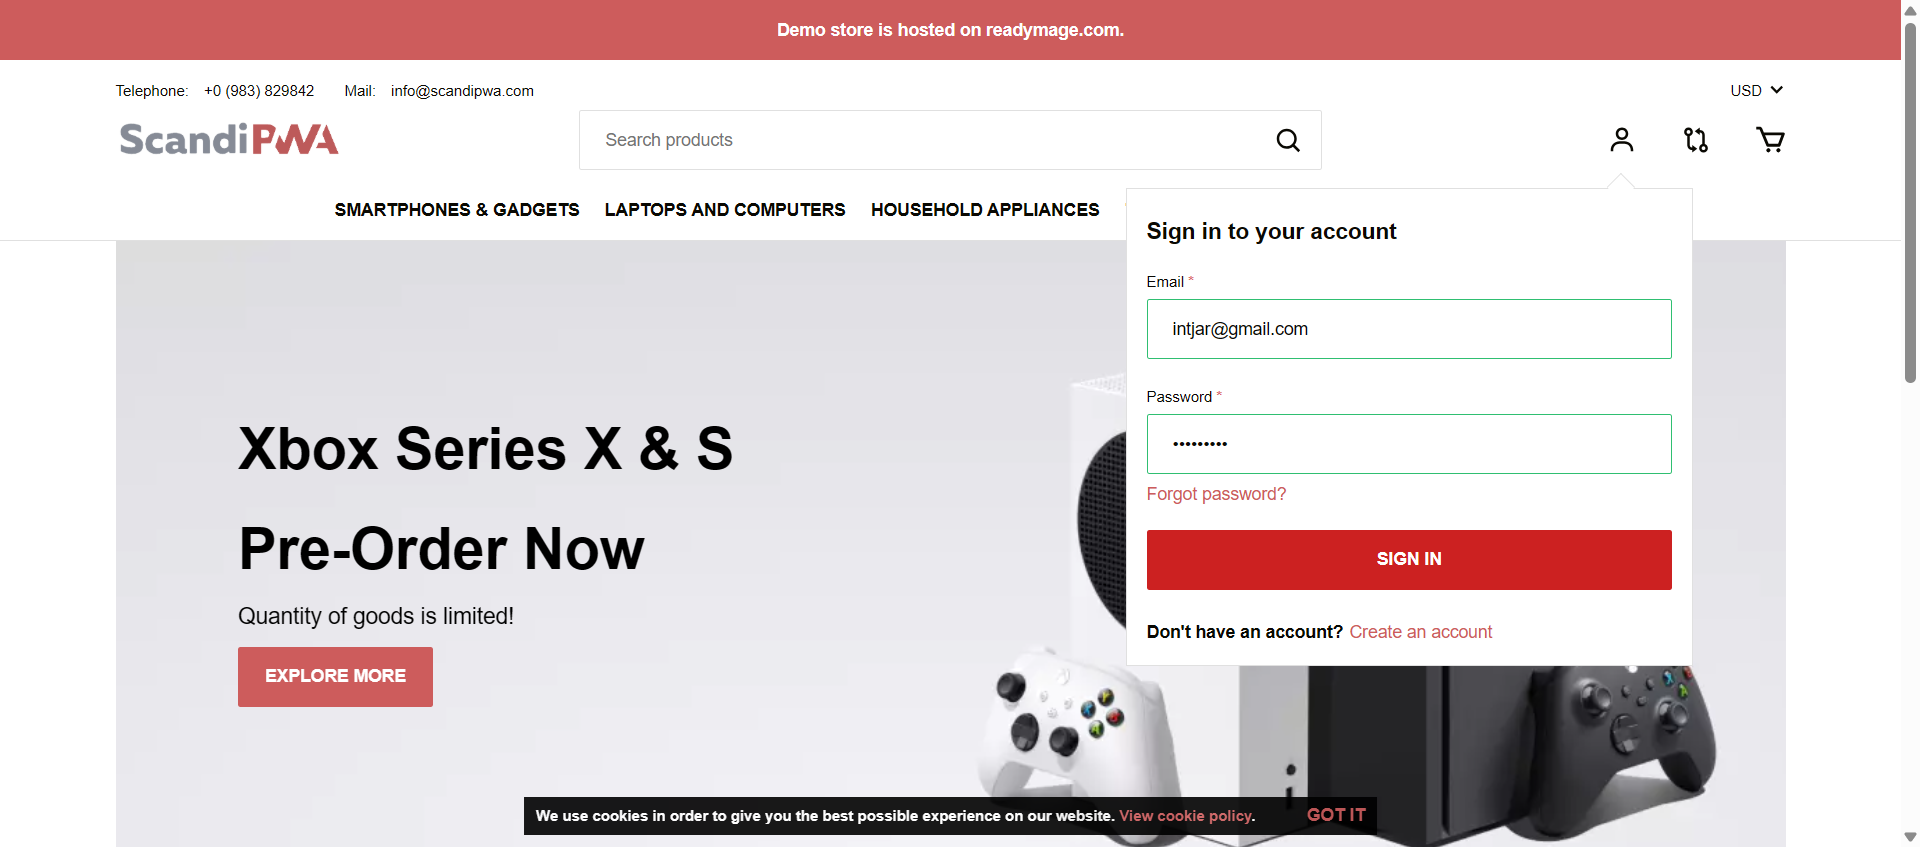 Demo store is hosted on readymage.com.
Telephone: +0 (983) 829842 Mail: info@scandipwa.com USD
ScandiPWA
Search products
SMARTPHONES & GADGETS LAPTOPS AND COMPUTERS HOUSEHOLD APPLIANCES
Sign in to your account
Email *
intjar@gmail.com
Password *
•••••••••
Forgot password?
SIGN IN
Don't have an account? Create an account
Xbox Series X & S
Pre-Order Now
Quantity of goods is limited!
EXPLORE MORE
We use cookies in order to give you the best possible experience on our website. View cookie policy. GOT IT